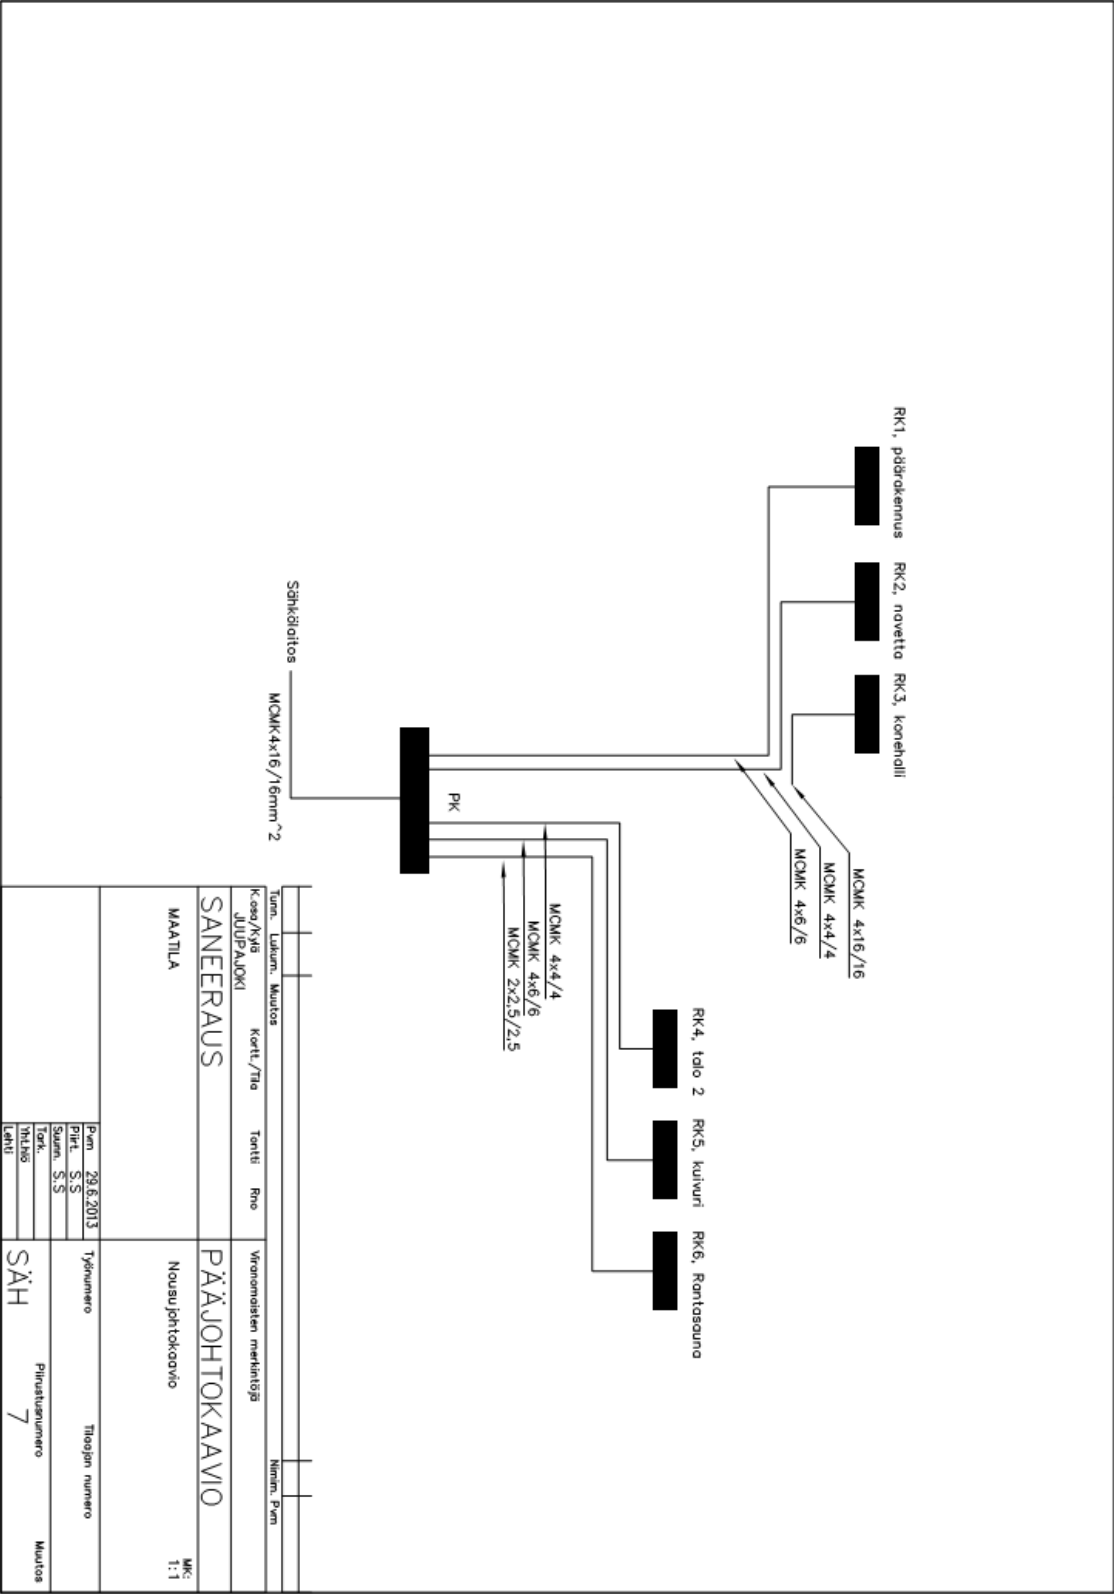 RK1, päärakennus
RK2, navetta
RK3, konehalli
MCMK 4x16/16
MCMK 4x4/4
MCMK 4x6/6
RK4, talo 2
RK5, kuivuri
RK6, Rantasauna
PK
MCMK 4x4/4
MCMK 4x6/6
MCMK 2x2,5/2,5
Sähkölaitos
MCMK4x16/16mm^2
Tunn. Lukum. Muutos Nimim. Pvm
K.osa/Kylä Kortt./Tila Tontti Rno Viranomaisten merkintöjä
JUUPAJOKI
SANEERAUS PÄÄJOHTOKAAVIO
MK:
MAATILA Nousujohtokaavio 1:1
Pvm 29.6.2013 Työnumero Tilaajan numero
Piirt. S.S
Suunn. S.S
Tark. Piirustusnumero Muutos
Yht.hlö
SÄH 7
Lehti